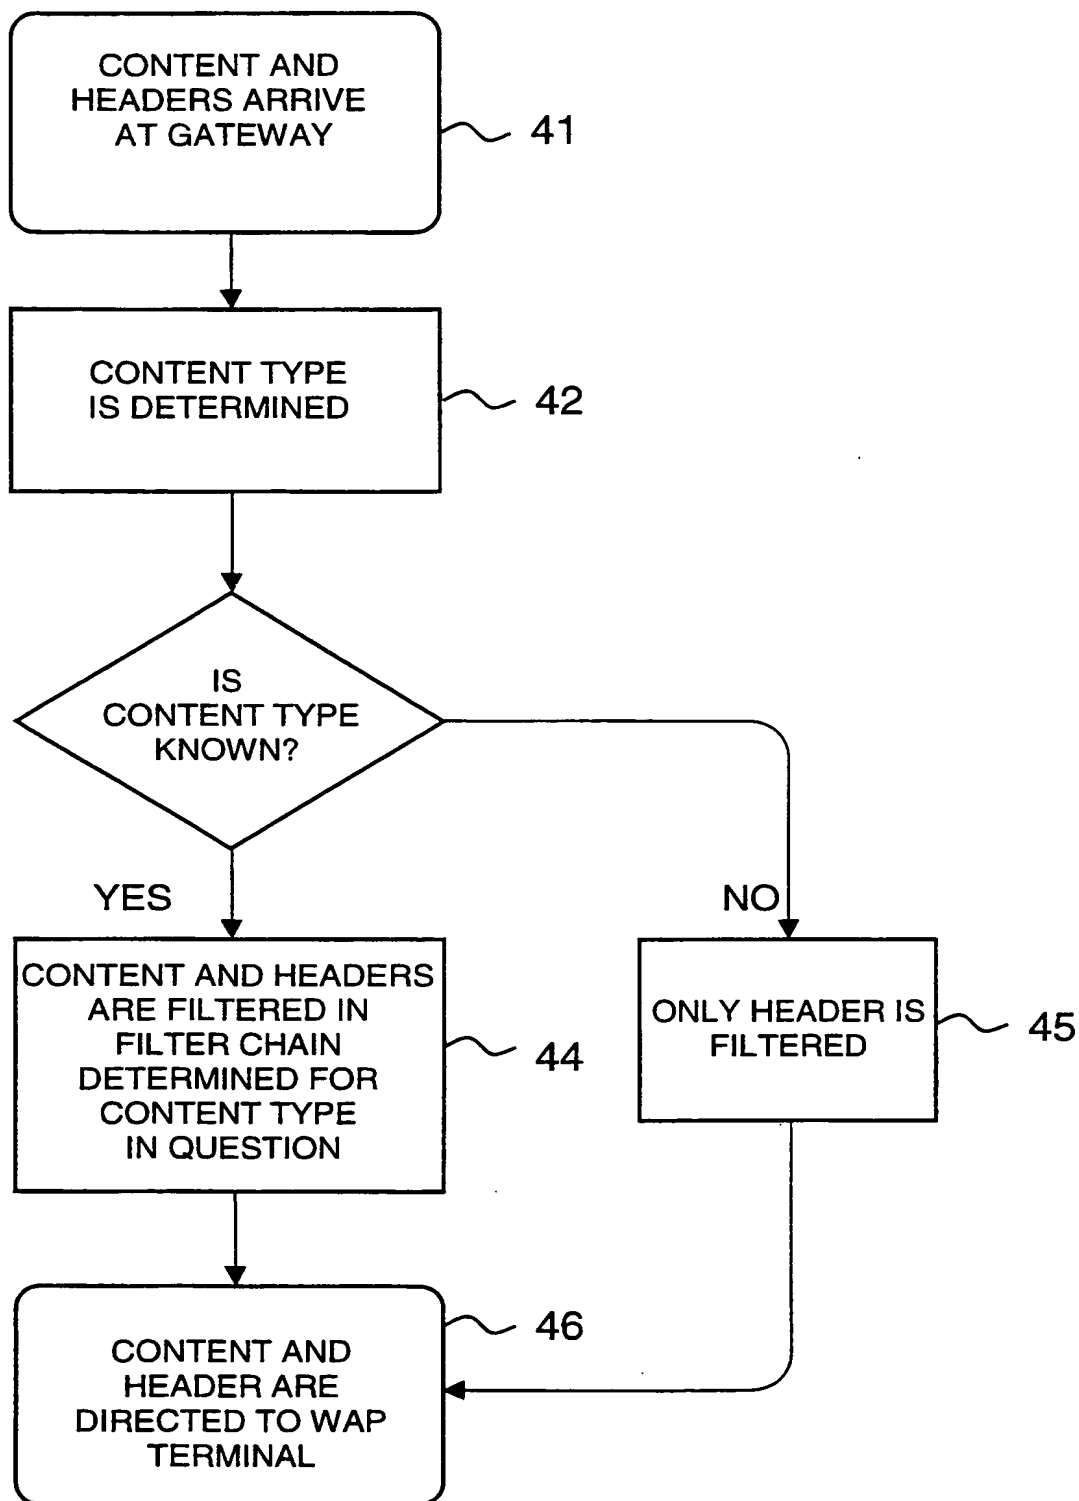 CONTENT AND
HEADERS ARRIVE
AT GATEWAY
41
CONTENT TYPE
IS DETERMINED
42
IS
CONTENT TYPE
KNOWN?
YES
NO
CONTENT AND HEADERS
ARE FILTERED IN
FILTER CHAIN
DETERMINED FOR
CONTENT TYPE
IN QUESTION
44
ONLY HEADER IS
FILTERED
45
CONTENT AND
HEADER ARE
DIRECTED TO WAP
TERMINAL
46